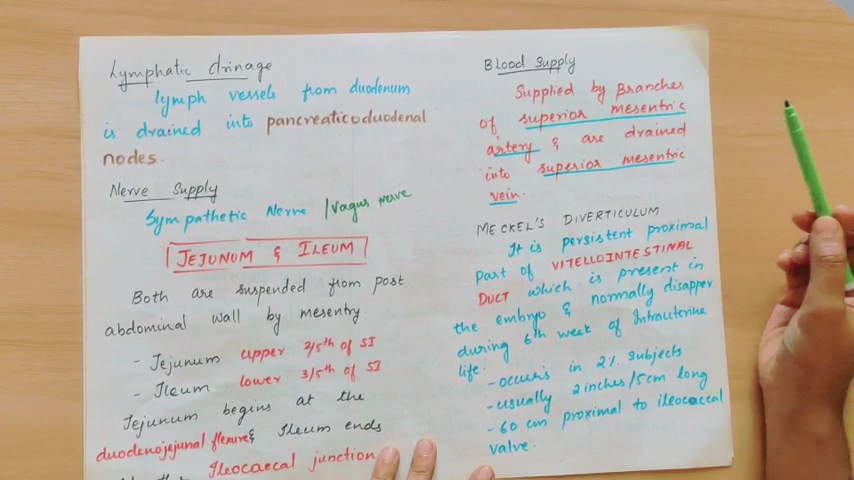 Lymphatic drinage
lymph vessels from duodenum
is drained into pancreaticoduodenal
nodes.
Nerve Supply
Sympathetic Nerve / vagus nerve
JEJUNUM & ILEUM
Both are suspended from post
abdominal wall by mesentry.
- Jejunum upper 2/5th of SI
- Ileum lower 3/5th of SI
Jejunum begins at the
duodenojejunal flexure & Ileum ends
Ileocaecal junction
Blood Supply
Supplied by Branches
of superior mesentric
artery & are drained
into superior mesentric
vein.
MECKEL'S DIVERTICULUM
It is persistent proximal
part of VITELLOINTESTINAL
DUCT which is present in
the embryo & normally disapper
during 6th week of Intrauterine
life.
- occurs in 2% subjects
- usually 2 inches/5cm long
- 60 cm proximal to ileocaecal
valve.